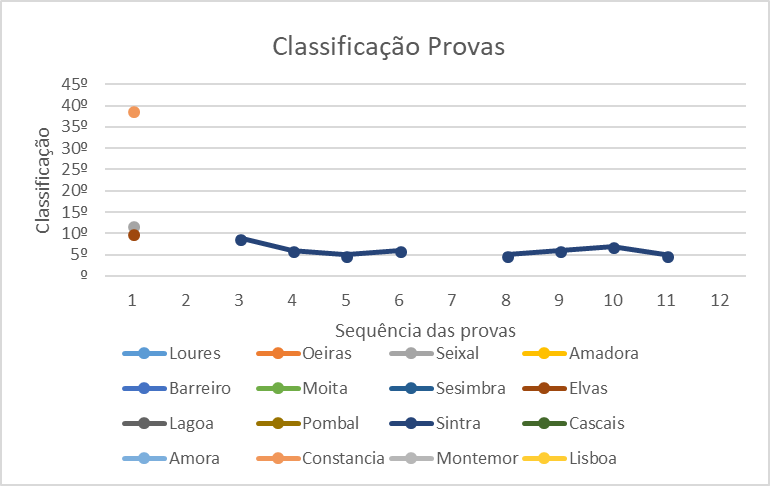 Classificação Provas
45º
40º
35º
30º
25º
20º
15º
10º
5º
º
Classificação
1 2 3 4 5 6 7 8 9 10 11 12
Sequência das provas
Loures Oeiras Seixal Amadora
Barreiro Moita Sesimbra Elvas
Lagoa Pombal Sintra Cascais
Amora Constancia Montemor Lisboa